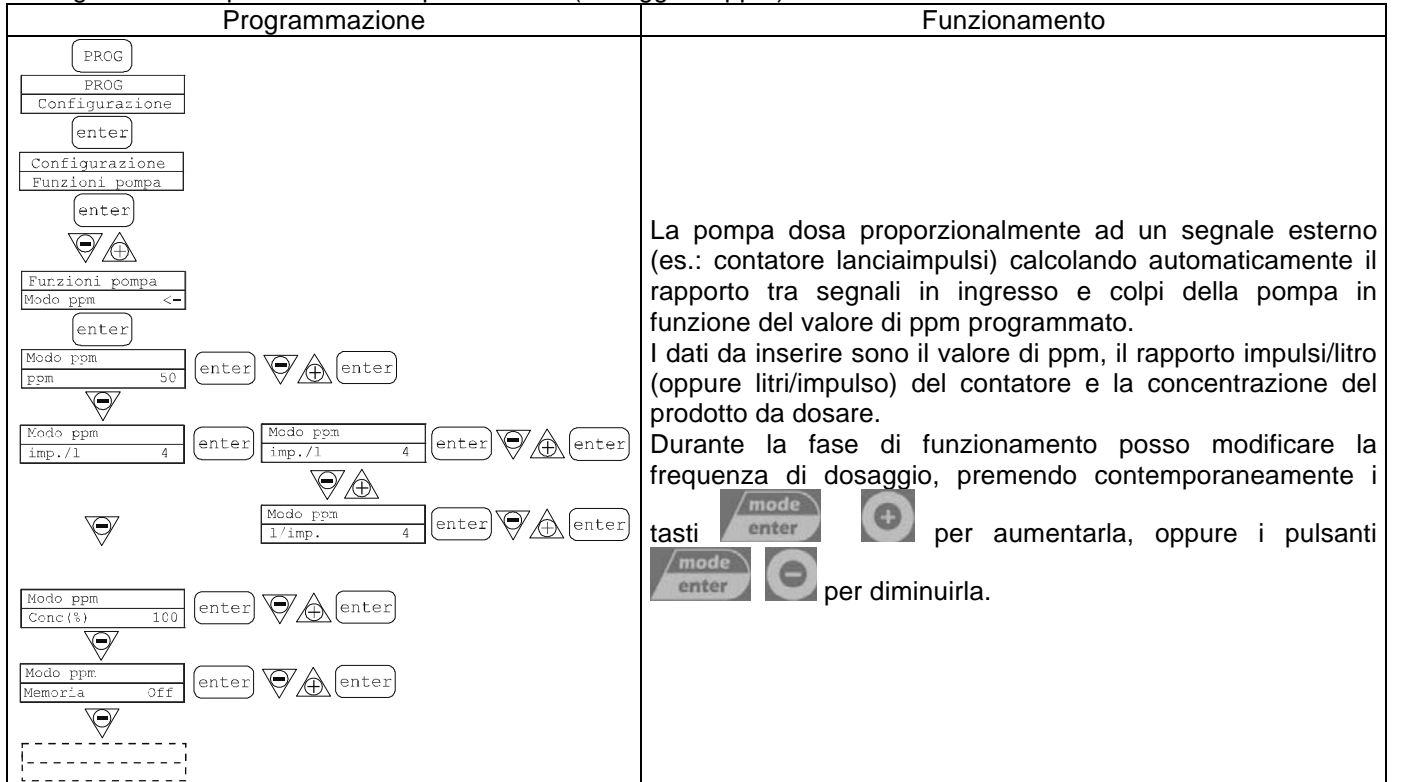 Programmazione
Funzionamento
PROG
PROG
Configurazione
enter
Configurazione
Funzioni pompa
enter
Funzioni pompa
Modo ppm <-
enter
Modo ppm
ppm 50
enter
enter
Modo ppm
imp./l 4
enter
Modo ppm
imp./l 4
enter
enter
Modo ppm
l/imp. 4
enter
enter
Modo ppm
Conc(%) 100
enter
enter
Modo ppm
Memoria Off
enter
enter
La pompa dosa proporzionalmente ad un segnale esterno
(es.: contatore lanciaimpulsi) calcolando automaticamente il
rapporto tra segnali in ingresso e colpi della pompa in
funzione del valore di ppm programmato.
I dati da inserire sono il valore di ppm, il rapporto impulsi/litro
(oppure litri/impulso) del contatore e la concentrazione del
prodotto da dosare.
Durante la fase di funzionamento posso modificare la
frequenza di dosaggio, premendo contemporaneamente i
tasti mode enter + per aumentarla, oppure i pulsanti
mode enter - per diminuirla.